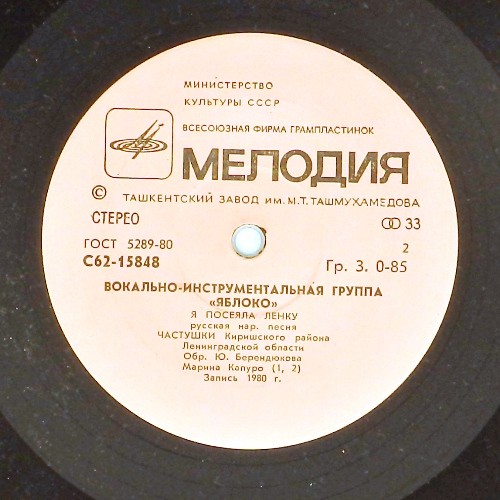 МИНИСТЕРСТВО
КУЛЬТУРЫ СССР
ВСЕСОЮЗНАЯ ФИРМА ГРАМПЛАСТИНОК
МЕЛОДИЯ
© ТАШКЕНТСКИЙ ЗАВОД ИМ. М.Т. ТАШМУХАМЕДОВА
СТЕРЕО 33
ГОСТ 5289-80 2
С62-15848 Гр. 3. 0-85
ВОКАЛЬНО-ИНСТРУМЕНТАЛЬНАЯ ГРУППА
«ЯБЛОКО»
Я ПОСЕЯЛА ЛЕНКУ
русская нар. песня
ЧАСТУШКИ Киришского района
Ленинградской области
Обр. Ю. Берендюкова
Марина Капуро (1, 2)
Запись 1980 г.